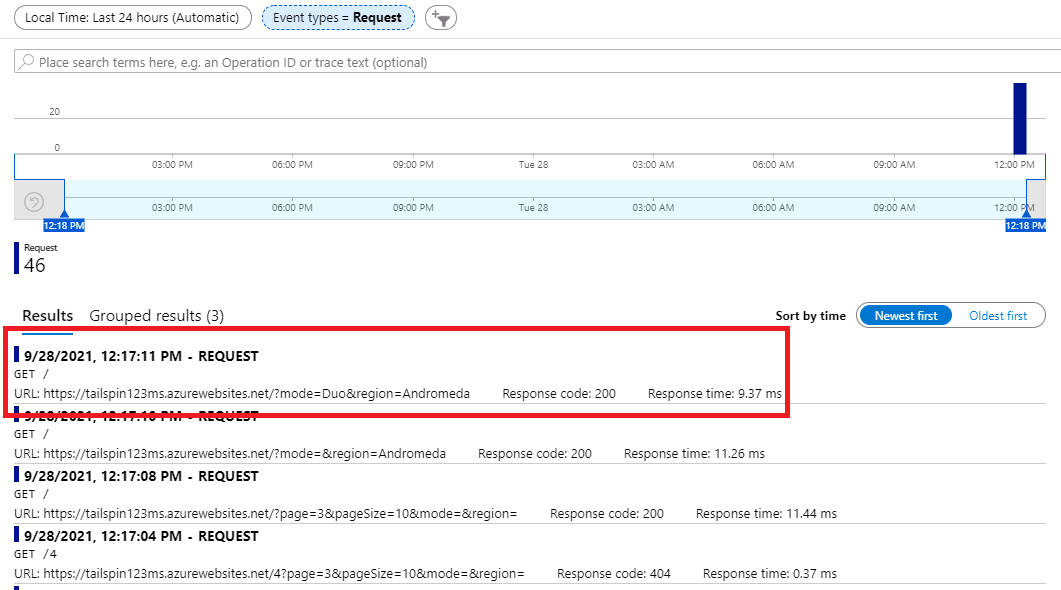 Local Time: Last 24 hours (Automatic) Event types = Request
Place search terms here, e.g. an Operation ID or trace text (optional)
20
0
03:00 PM 06:00 PM 09:00 PM Tue 28 03:00 AM 06:00 AM 09:00 AM 12:00 PM
03:00 PM 06:00 PM 09:00 PM Tue 28 03:00 AM 06:00 AM 09:00 AM 12:00 PM
12:18 PM 12:18 PM
Request
46
Results Grouped results (3) Sort by time Newest first Oldest first
9/28/2021, 12:17:11 PM - REQUEST
GET /
URL: https://tailspin123ms.azurewebsites.net/?mode=Duo&region=Andromeda Response code: 200 Response time: 9.37 ms
9/28/2021, 12:17:10 PM - REQUEST
GET /
URL: https://tailspin123ms.azurewebsites.net/?mode=&region=Andromeda Response code: 200 Response time: 11.26 ms
9/28/2021, 12:17:08 PM - REQUEST
GET /
URL: https://tailspin123ms.azurewebsites.net/?page=3&pageSize=10&mode=&region= Response code: 200 Response time: 11.44 ms
9/28/2021, 12:17:04 PM - REQUEST
GET /4
URL: https://tailspin123ms.azurewebsites.net/4?page=3&pageSize=10&mode=&region= Response code: 404 Response time: 0.37 ms